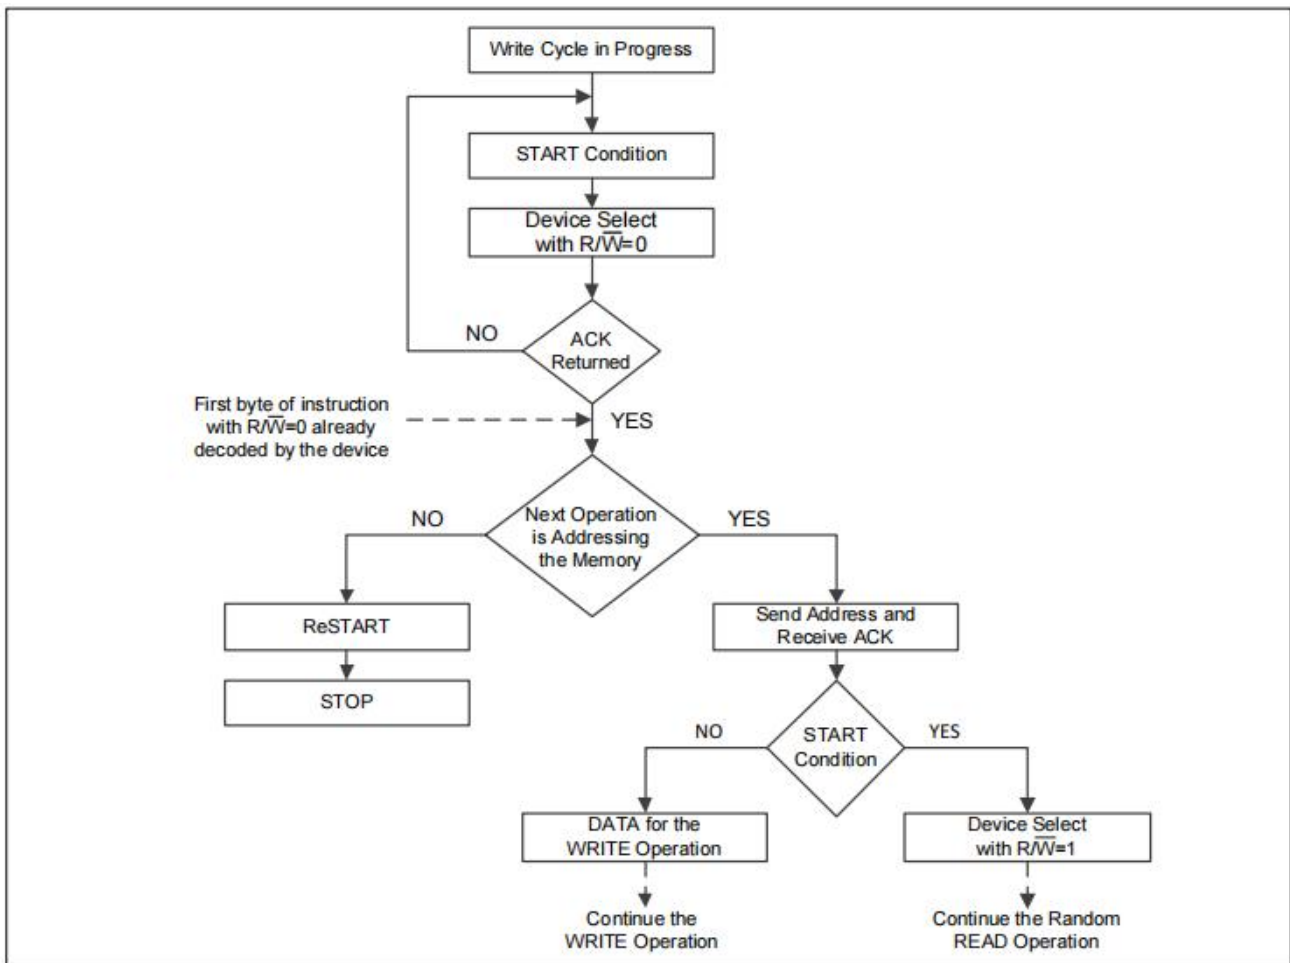 Write Cycle in Progress
START Condition
Device Select
with R/W̅=0
NO
ACK
Returned
First byte of instruction
with R/W̅=0 already
decoded by the device
YES
NO
Next Operation
is Addressing
the Memory
YES
ReSTART
Send Address and
Receive ACK
STOP
NO
START
Condition
YES
DATA for the
WRITE Operation
Device Select
with R/W̅=1
Continue the
WRITE Operation
Continue the Random
READ Operation